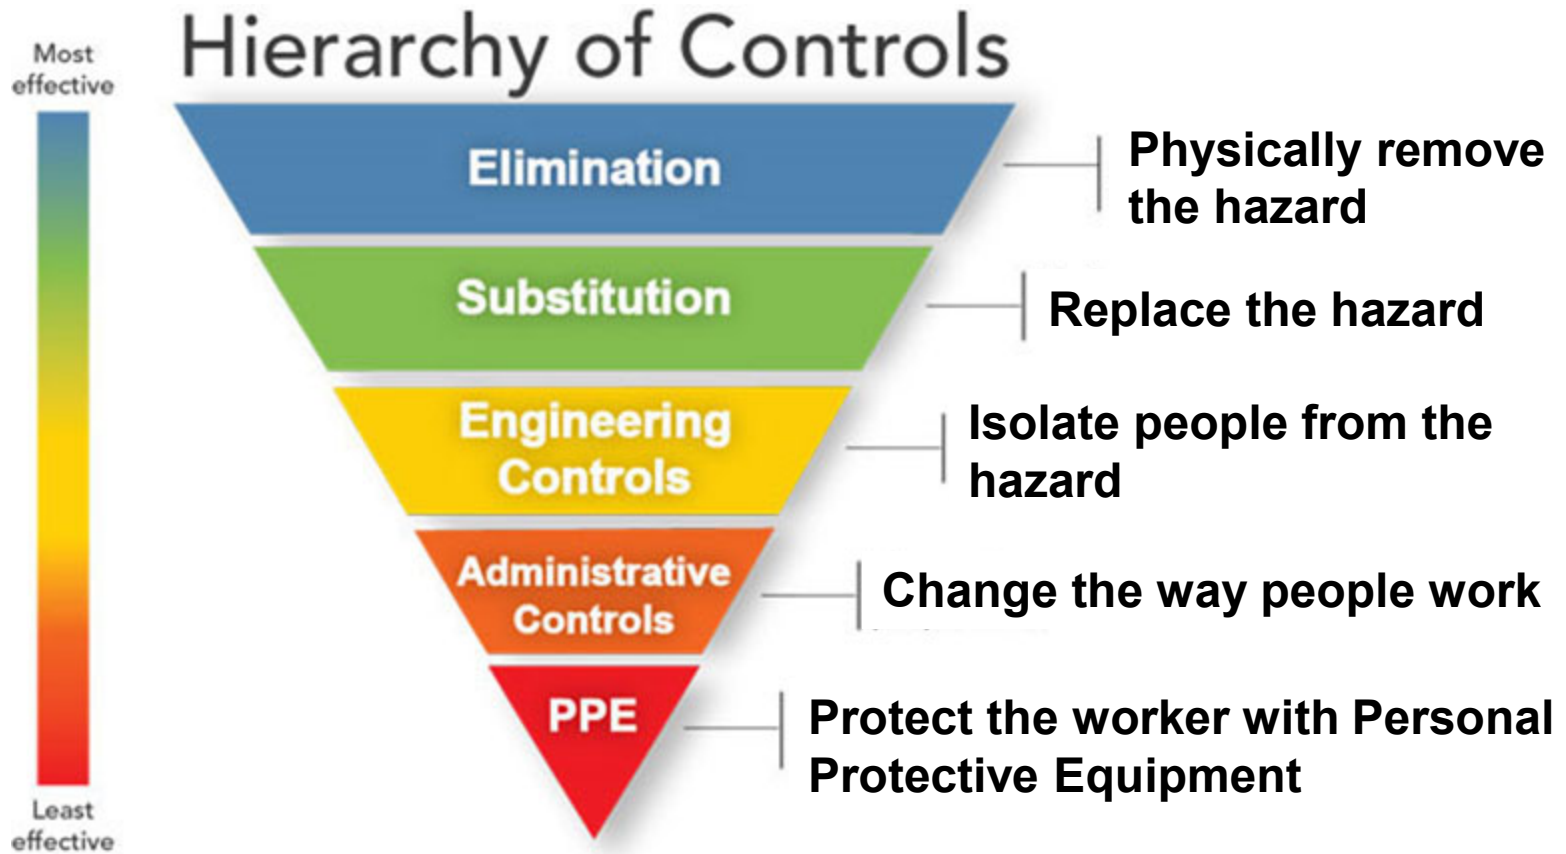 Hierarchy of Controls
Most
effective
Elimination
Physically remove
the hazard
Substitution
Replace the hazard
Engineering
Controls
Isolate people from the
hazard
Administrative
Controls
Change the way people work
PPE
Protect the worker with Personal
Protective Equipment
Least
effective